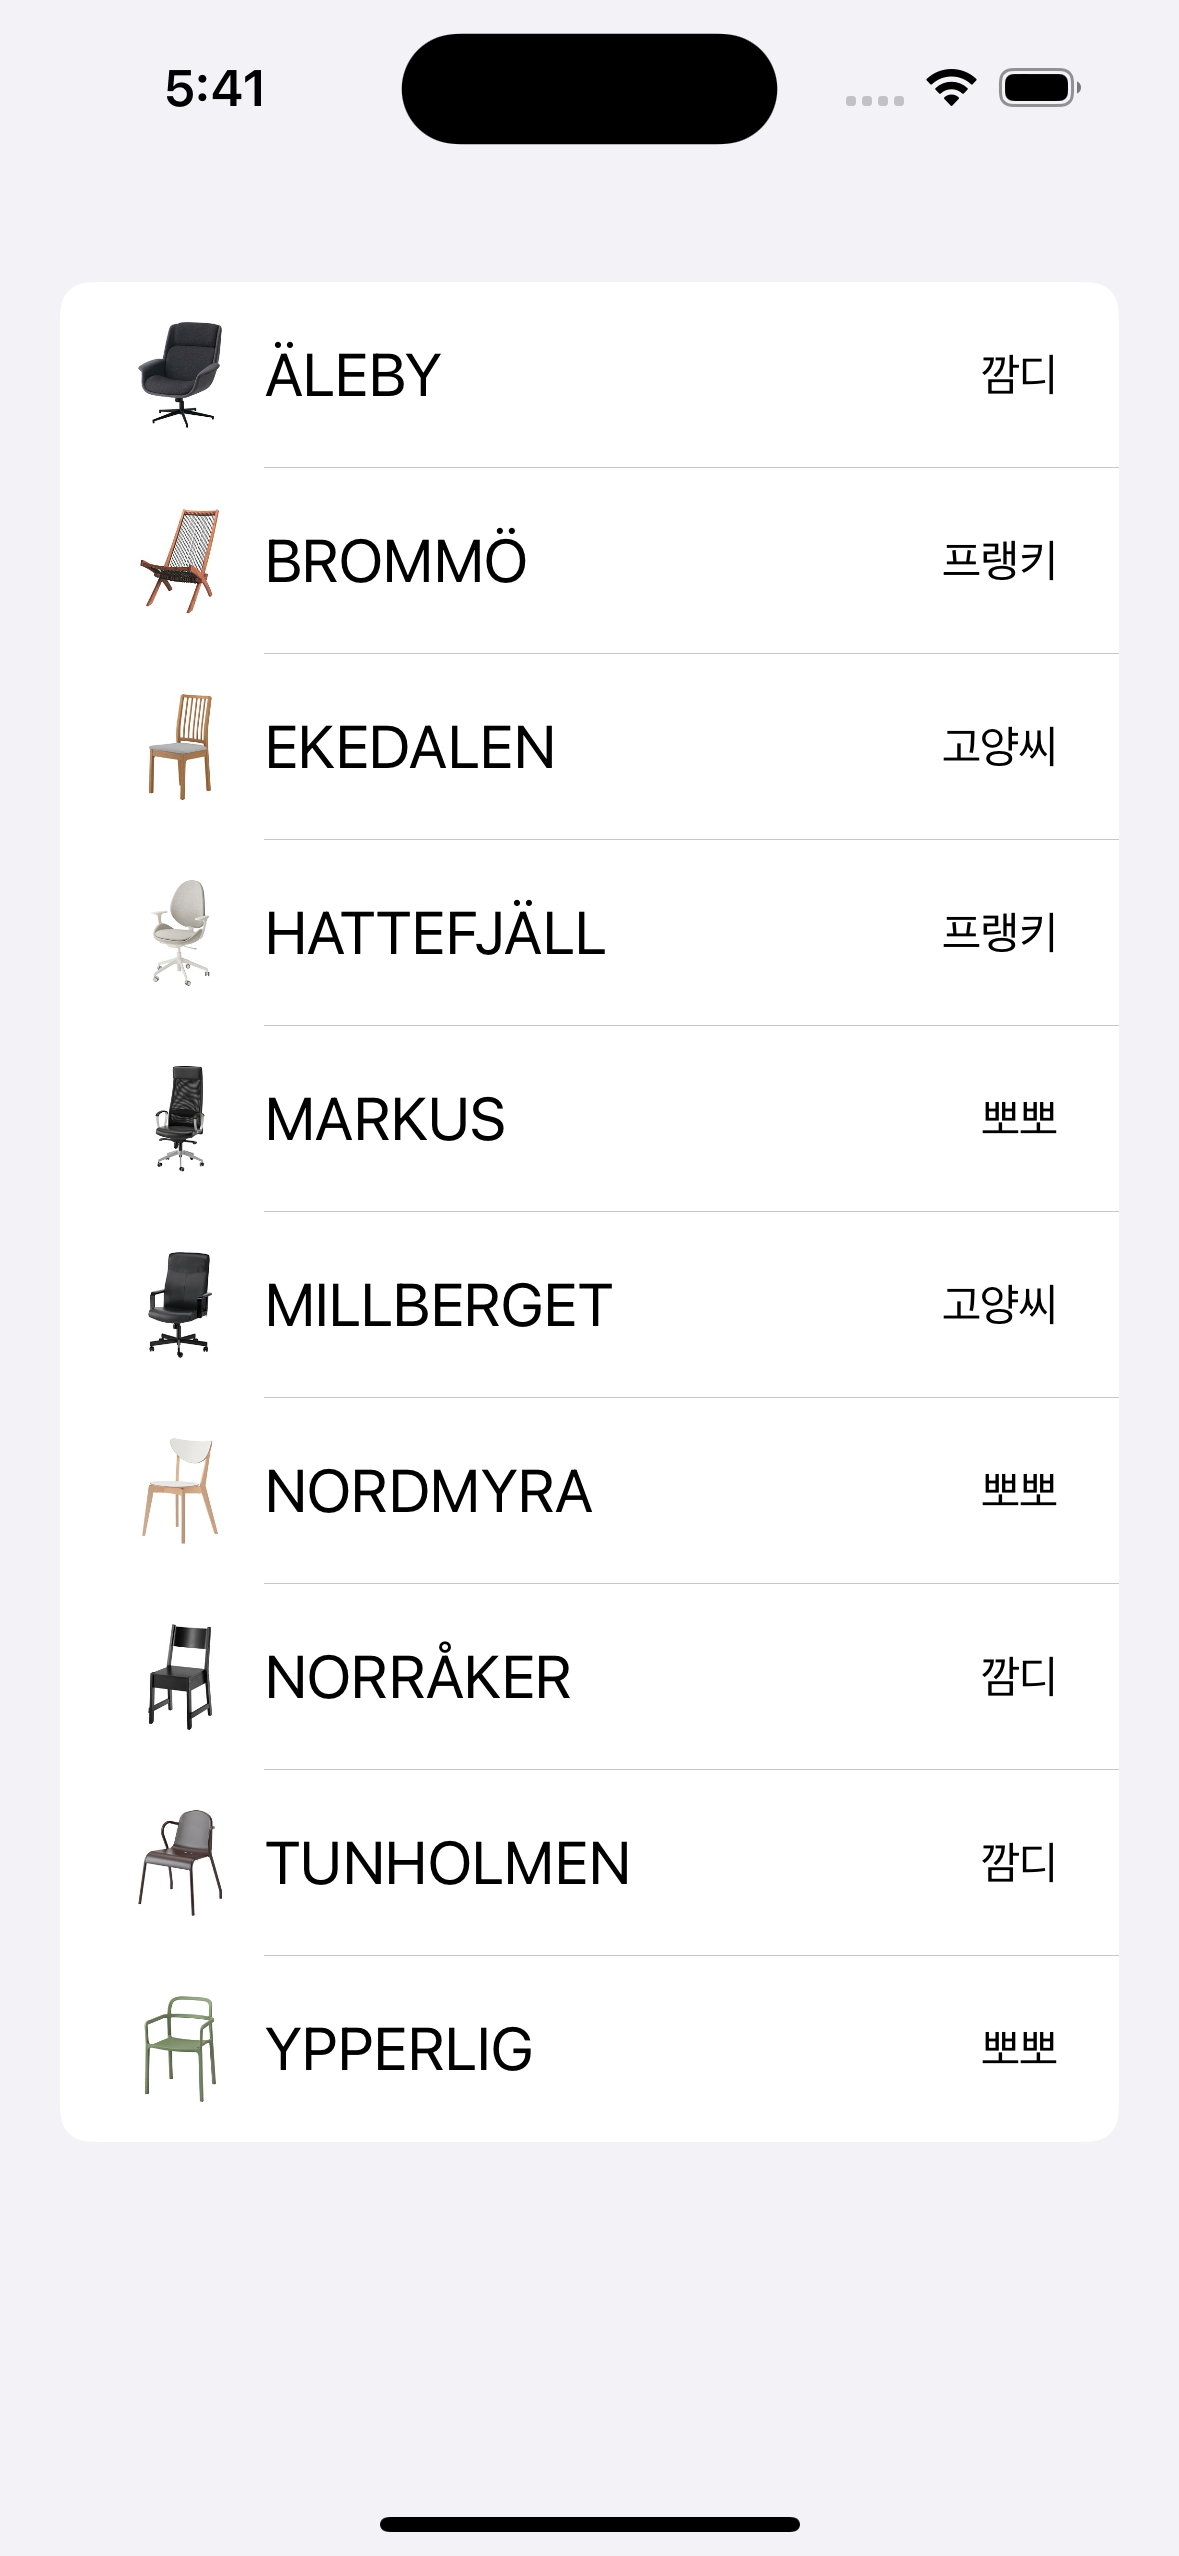 5:41
ÄLEBY 깜디
BROMMÖ 프랭키
EKEDALEN 고양씨
HATTEFJÄLL 프랭키
MARKUS 뽀뽀
MILLBERGET 고양씨
NORDMYRA 뽀뽀
NORRÅKER 깜디
TUNHOLMEN 깜디
YPPERLIG 뽀뽀